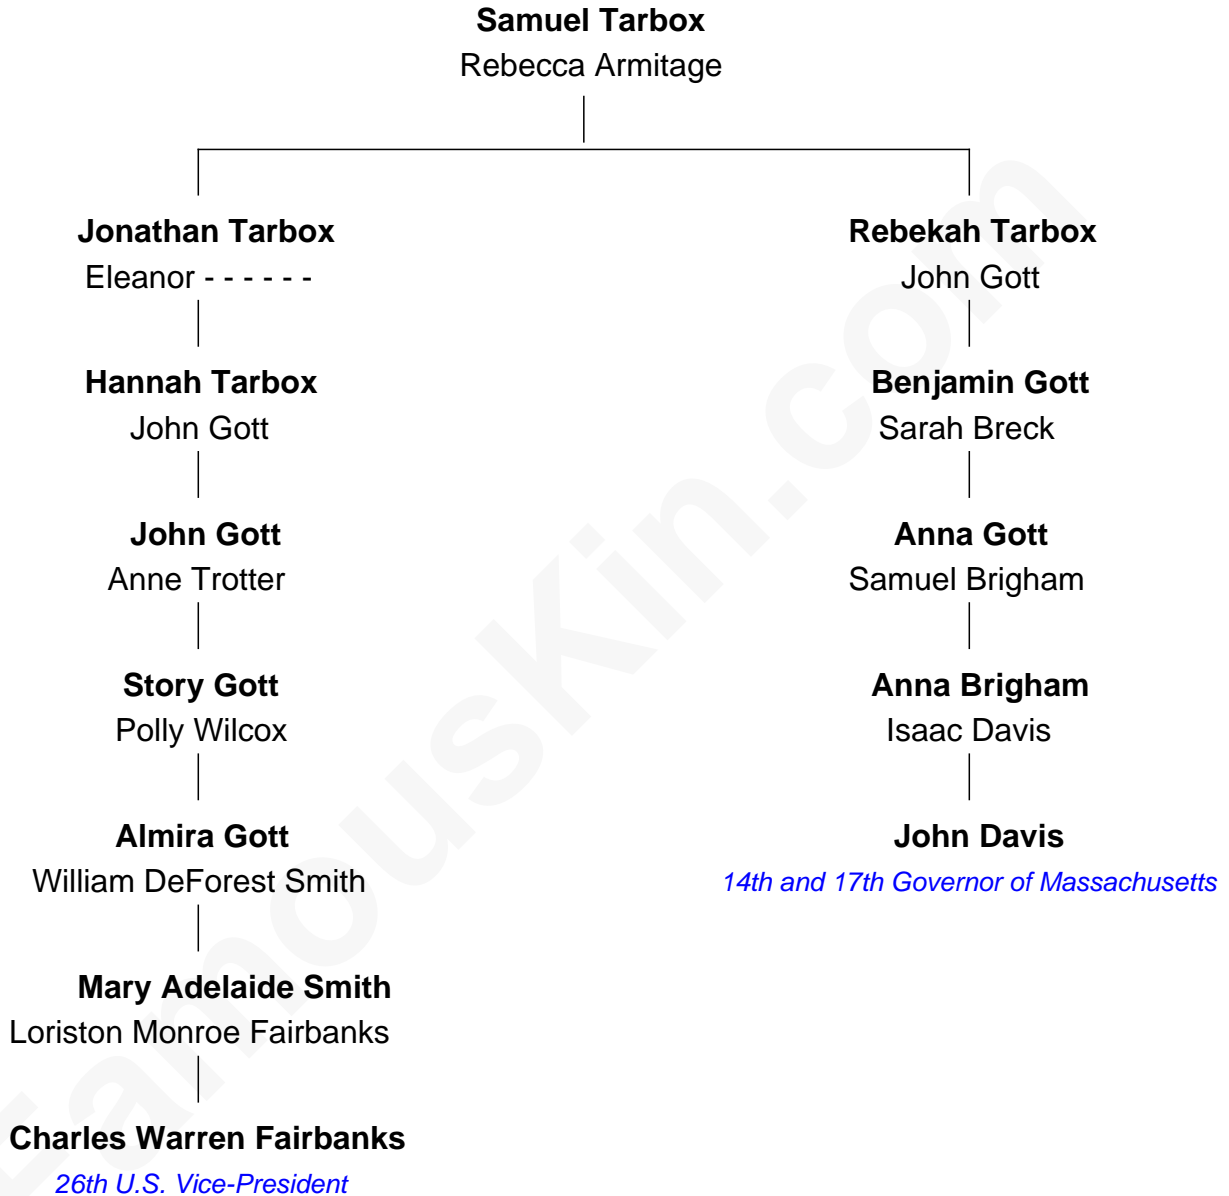 Samuel Tarbox
Rebecca Armitage
Jonathan Tarbox
Eleanor - - - - - -
Rebekah Tarbox
John Gott
Hannah Tarbox
John Gott
Benjamin Gott
Sarah Breck
John Gott
Anne Trotter
Anna Gott
Samuel Brigham
Story Gott
Polly Wilcox
Anna Brigham
Isaac Davis
Almira Gott
William DeForest Smith
John Davis
14th and 17th Governor of Massachusetts
Mary Adelaide Smith
Loriston Monroe Fairbanks
Charles Warren Fairbanks
26th U.S. Vice-President
FamousKin.com